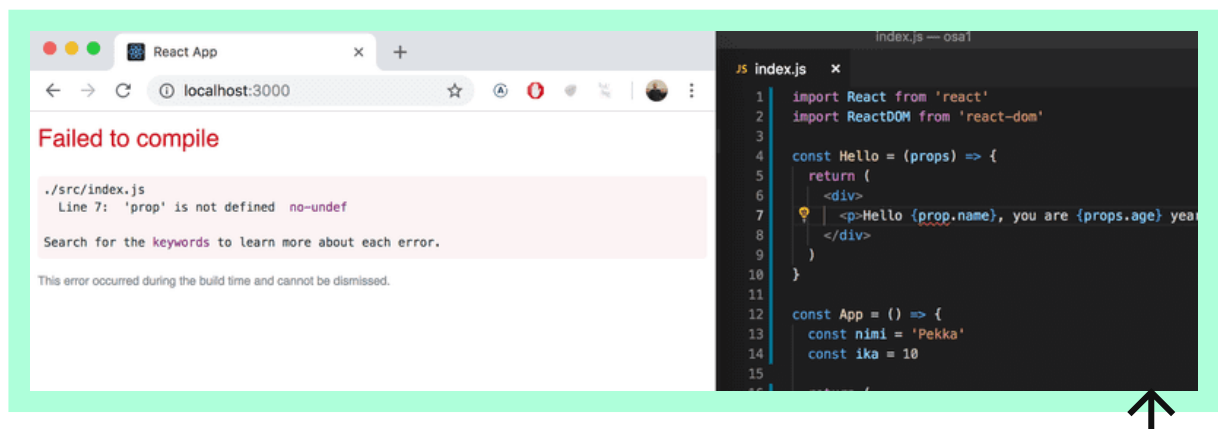 React App
localhost:3000
Failed to compile
./src/index.js
Line 7: 'prop' is not defined no-undef
Search for the keywords to learn more about each error.
This error occurred during the build time and cannot be dismissed.
index.js — osa1
JS index.js
1 import React from 'react'
2 import ReactDOM from 'react-dom'
3
4 const Hello = (props) => {
5 return (
6 <div>
7 <p>Hello {prop.name}, you are {props.age} year
8 </div>
9 )
10 }
11
12 const App = () => {
13 const nimi = 'Pekka'
14 const ika = 10
15